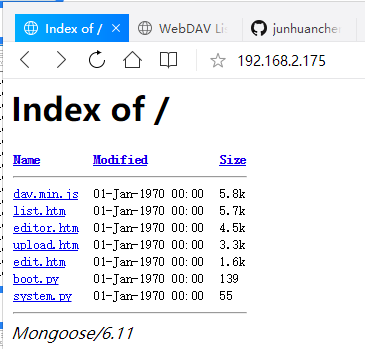 Index of /
WebDAV Li
junhuanche
192.168.2.175
Index of /
Name Modified Size
dav.min.js 01-Jan-1970 00:00 5.8k
list.htm 01-Jan-1970 00:00 5.7k
editor.htm 01-Jan-1970 00:00 4.5k
upload.htm 01-Jan-1970 00:00 3.3k
edit.htm 01-Jan-1970 00:00 1.6k
boot.py 01-Jan-1970 00:00 139
system.py 01-Jan-1970 00:00 55
Mongoose/6.11